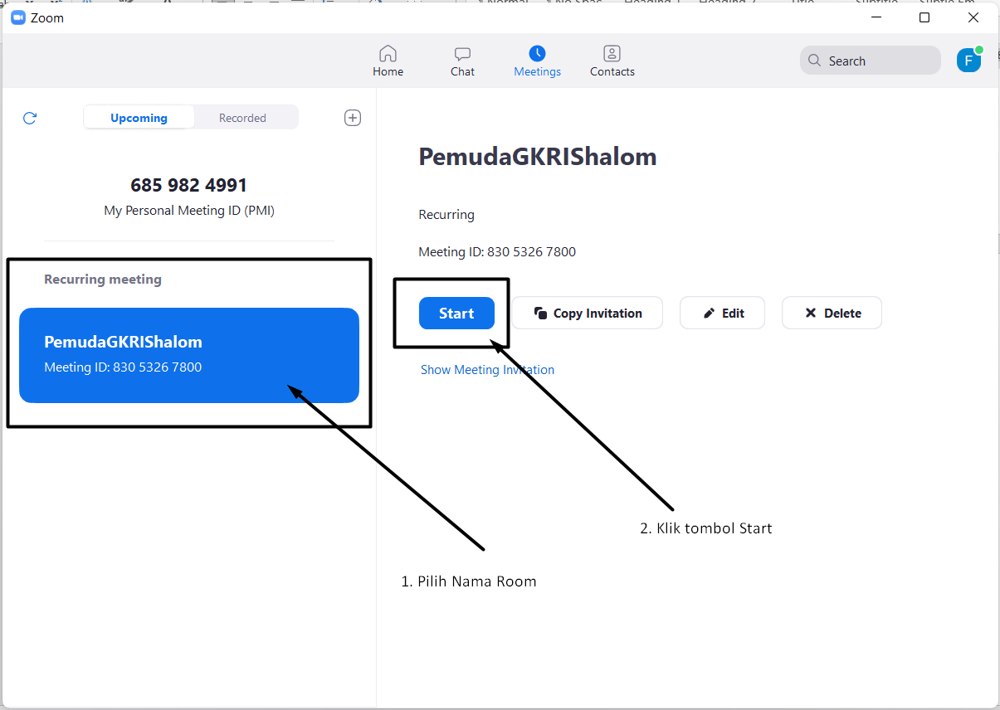 Zoom
Home
Chat
Meetings
Contacts
Search
F
Upcoming
Recorded
685 982 4991
My Personal Meeting ID (PMI)
Recurring meeting
PemudaGKRIShalom
Meeting ID: 830 5326 7800
PemudaGKRIShalom
Recurring
Meeting ID: 830 5326 7800
Start
Copy Invitation
Edit
Delete
Show Meeting Invitation
2. Klik tombol Start
1. Pilih Nama Room